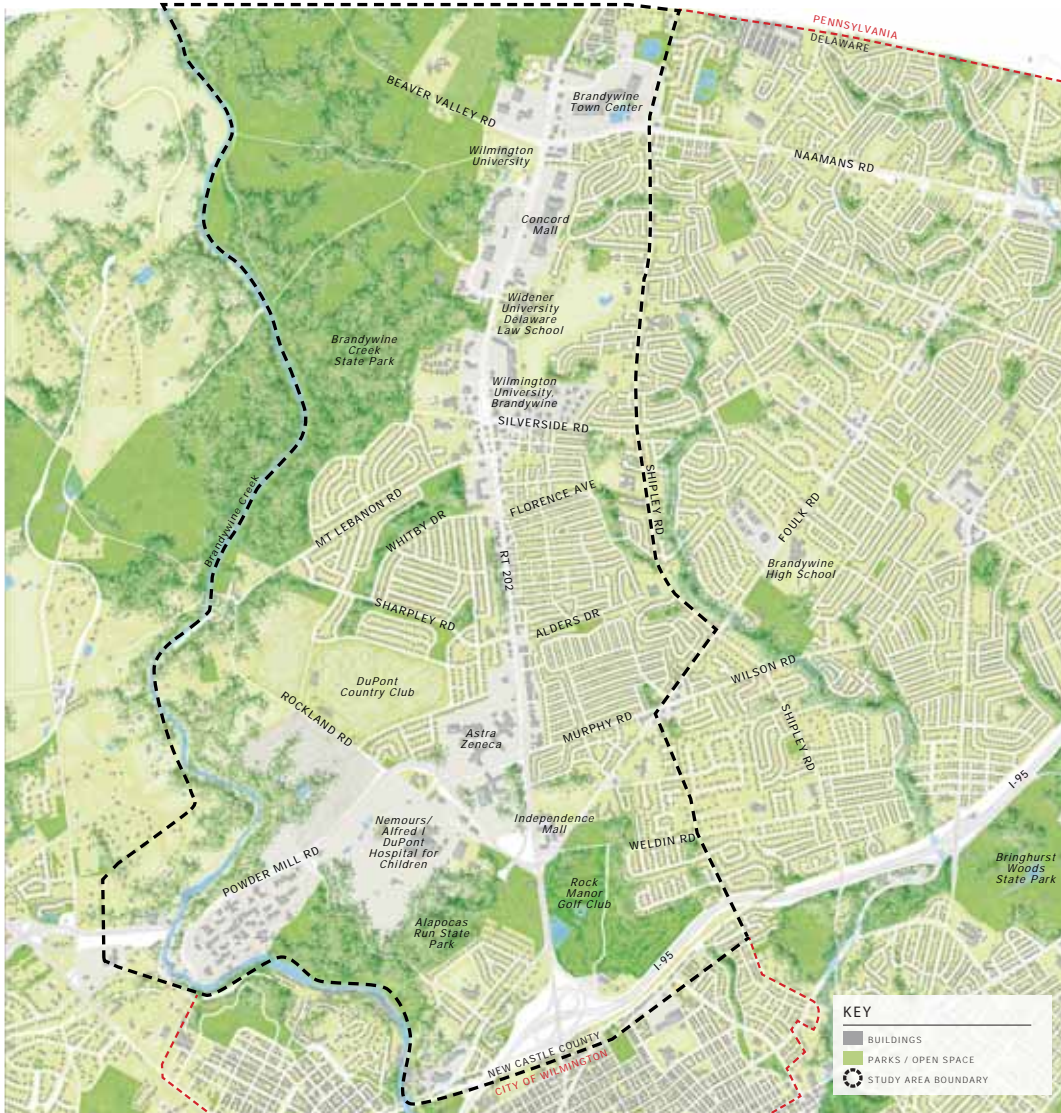 PENNSYLVANIA
DELAWARE
BEAVER VALLEY RD
Brandywine
Town Center
Wilmington
University
NAAMANS RD
Concord
Mall
Widener
University
Delaware
Law School
Brandywine
Creek
State Park
Wilmington
University,
Brandywine
SILVERSIDE RD
Brandywine Creek
MT LEBANON RD
WHITBY DR
FLORENCE AVE
SHIPLEY RD
FOULK RD
RT 202
Brandywine
High School
SHARPLEY RD
ALDERS DR
DuPont
Country Club
WILSON RD
ROCKLAND RD
Astra
Zeneca
MURPHY RD
SHIPLEY RD
I-95
Nemours/
Alfred I
DuPont
Hospital for
Children
Independence
Mall
WELDIN RD
POWDER MILL RD
Rock
Manor
Golf Club
Bringhurst
Woods
State Park
Alapocas
Run State
Park
I-95
NEW CASTLE COUNTY
CITY OF WILMINGTON
KEY
BUILDINGS
PARKS / OPEN SPACE
STUDY AREA BOUNDARY